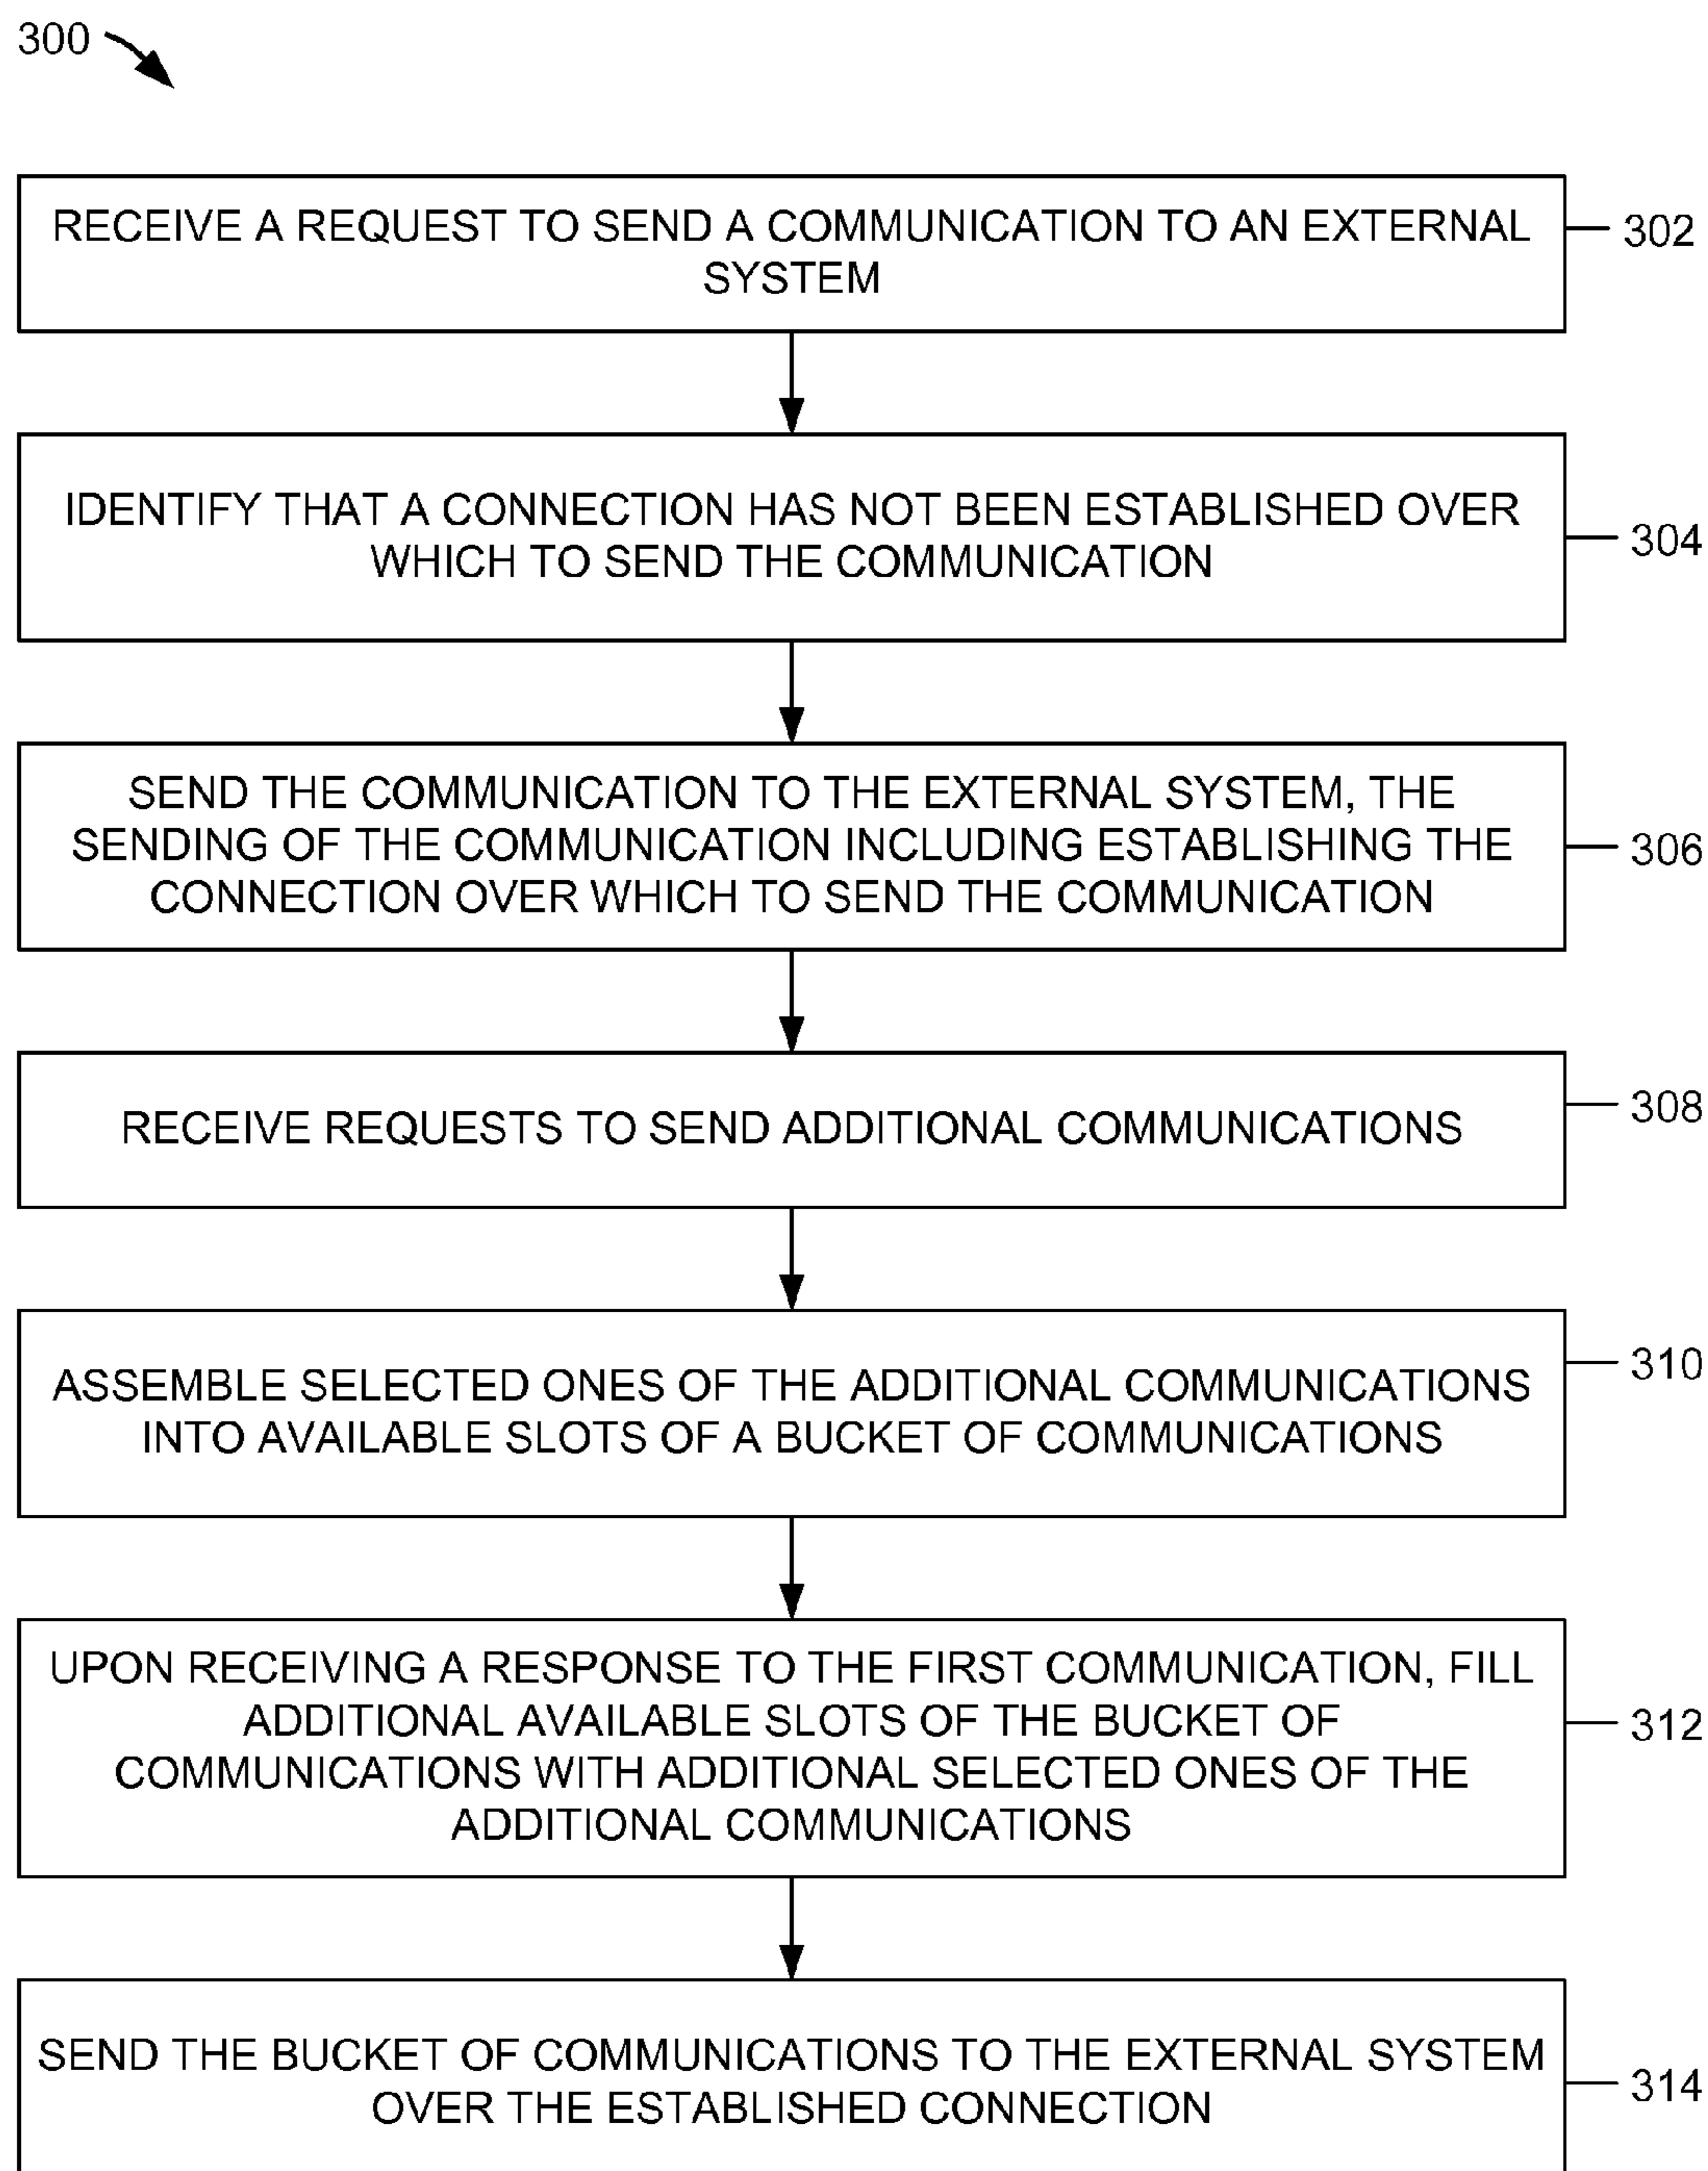 300
RECEIVE A REQUEST TO SEND A COMMUNICATION TO AN EXTERNAL
SYSTEM
302
IDENTIFY THAT A CONNECTION HAS NOT BEEN ESTABLISHED OVER
WHICH TO SEND THE COMMUNICATION
304
SEND THE COMMUNICATION TO THE EXTERNAL SYSTEM, THE
SENDING OF THE COMMUNICATION INCLUDING ESTABLISHING THE
CONNECTION OVER WHICH TO SEND THE COMMUNICATION
306
RECEIVE REQUESTS TO SEND ADDITIONAL COMMUNICATIONS
308
ASSEMBLE SELECTED ONES OF THE ADDITIONAL COMMUNICATIONS
INTO AVAILABLE SLOTS OF A BUCKET OF COMMUNICATIONS
310
UPON RECEIVING A RESPONSE TO THE FIRST COMMUNICATION, FILL
ADDITIONAL AVAILABLE SLOTS OF THE BUCKET OF
COMMUNICATIONS WITH ADDITIONAL SELECTED ONES OF THE
ADDITIONAL COMMUNICATIONS
312
SEND THE BUCKET OF COMMUNICATIONS TO THE EXTERNAL SYSTEM
OVER THE ESTABLISHED CONNECTION
314